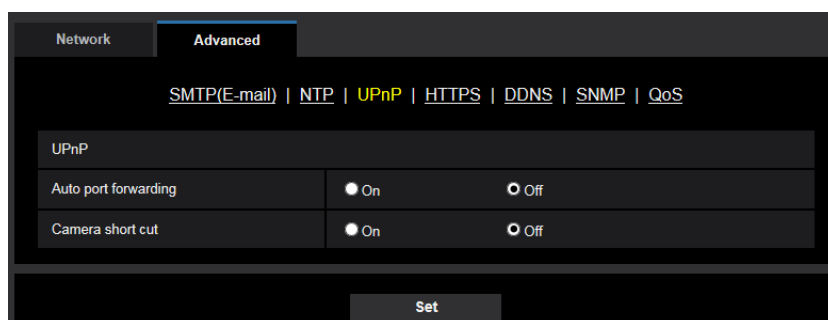 Network Advanced
SMTP(E-mail) | NTP | UPnP | HTTPS | DDNS | SNMP | QoS
UPnP
Auto port forwarding On Off
Camera short cut On Off
Set